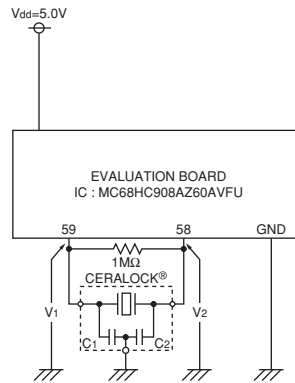 Vdd=5.0V
EVALUATION BOARD
IC : MC68HC908AZ60AVFU
59 58 GND
1MΩ
CERALOCK®
V1 V2
C1 C2